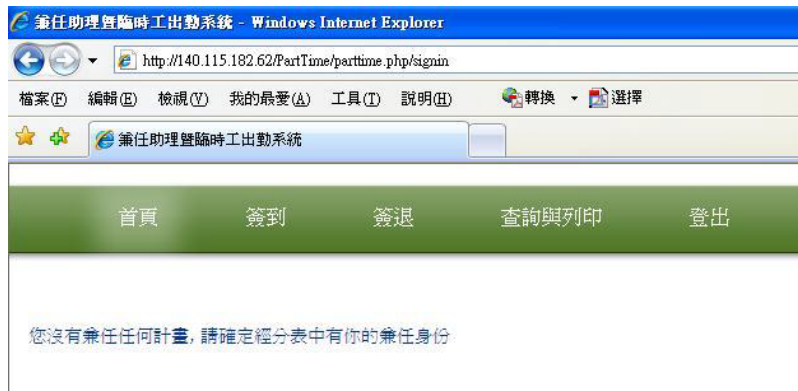 兼任助理暨臨時工出勤系統 - Windows Internet Explorer
http://140.115.182.62/PartTime/parttime.php/signin
檔案(F) 編輯(E) 檢視(V) 我的最愛(A) 工具(T) 說明(H) 轉換 選擇
兼任助理暨臨時工出勤系統
首頁 簽到 簽退 查詢與列印 登出
您沒有兼任任何計畫, 請確定經分表中有你的兼任身份